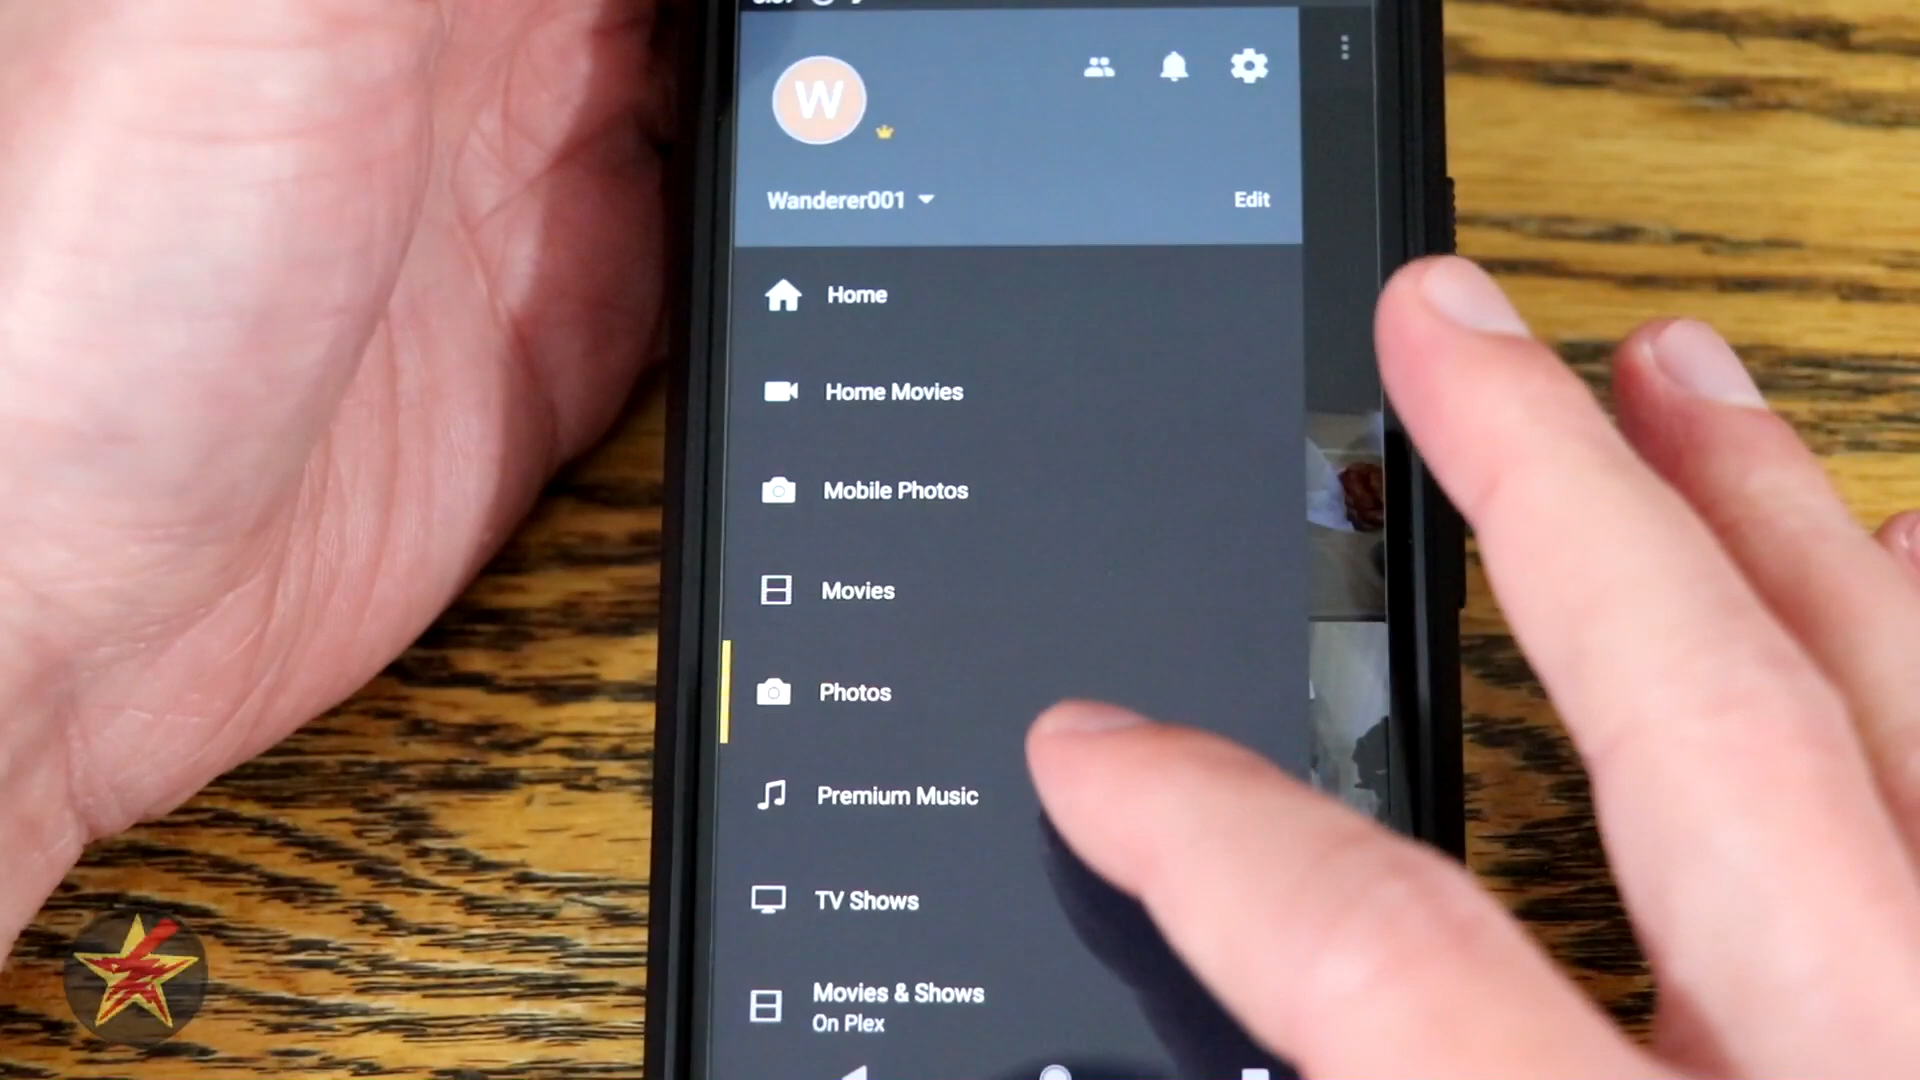 W
Wanderer001
Edit
Home
Home Movies
Mobile Photos
Movies
Photos
Premium Music
TV Shows
Movies & Shows
On Plex